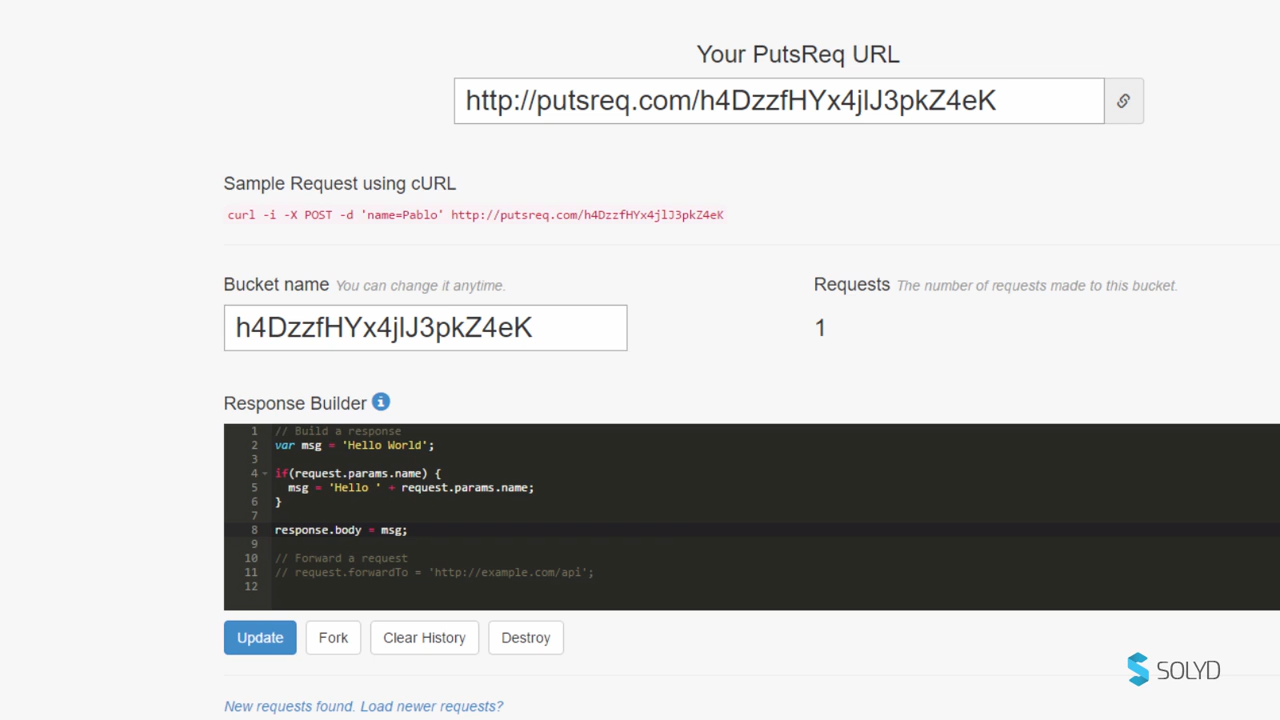 Your PutsReq URL
http://putsreq.com/h4DzzfHYx4jlJ3pkZ4eK
Sample Request using cURL
curl -i -X POST -d 'name=Pablo' http://putsreq.com/h4DzzfHYx4jlJ3pkZ4eK
Bucket name You can change it anytime.
Requests The number of requests made to this bucket.
h4DzzfHYx4jlJ3pkZ4eK
1
Response Builder
1 // Build a response
2 var msg = 'Hello World';
3
4 if(request.params.name) {
5 msg = 'Hello ' + request.params.name;
6 }
7
8 response.body = msg;
9
10 // Forward a request
11 // request.forwardTo = 'http://example.com/api';
12
Update Fork Clear History Destroy
SOLYD
New requests found. Load newer requests?